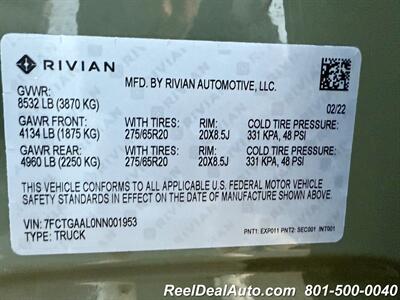 RIVIAN
MFD. BY RIVIAN AUTOMOTIVE, LLC.
GVWR:
8532 LB (3870 KG)
02/22
GAWR FRONT: WITH TIRES: RIM: COLD TIRE PRESSURE:
4134 LB (1875 KG) 275/65R20 20X8.5J 331 KPA, 48 PSI
GAWR REAR: WITH TIRES: RIM: COLD TIRE PRESSURE:
4960 LB (2250 KG) 275/65R20 20X8.5J 331 KPA, 48 PSI
THIS VEHICLE CONFORMS TO ALL APPLICABLE U.S. FEDERAL MOTOR VEHICLE
SAFETY STANDARDS IN EFFECT ON THE DATE OF MANUFACTURE SHOWN ABOVE.
VIN: 7FCTGAAL0NN001953
TYPE: TRUCK
PNT1: EXP011 PNT2: SEC001 INT001
ReelDealAuto.com 801-500-0040